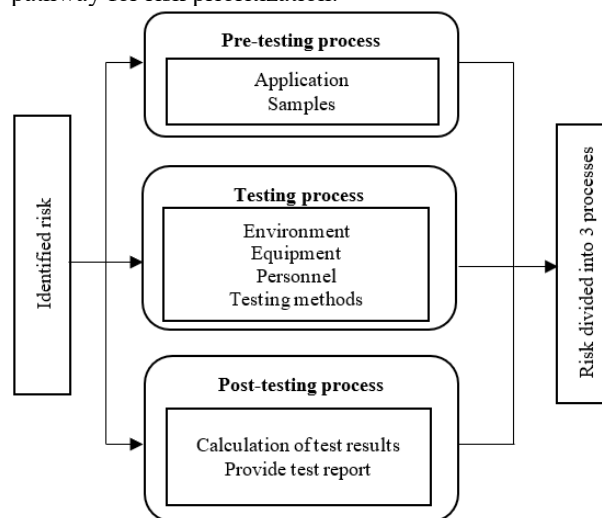 pathway for risk prioritization.
Pre-testing process
Application
Samples
Identified risk
Testing process
Environment
Equipment
Personnel
Testing methods
Risk divided into 3 processes
Post-testing process
Calculation of test results
Provide test report